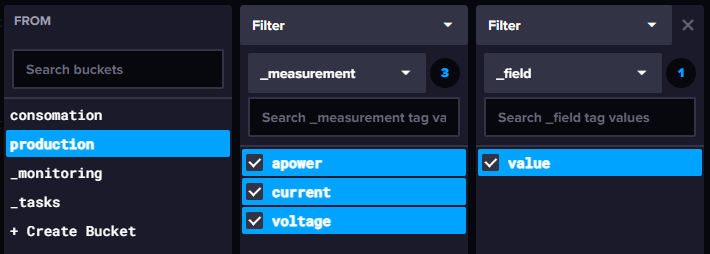 FROM
Search buckets
consomation
production
_monitoring
_tasks
+ Create Bucket
Filter
_measurement
3
Search _measurement tag va
apower
current
voltage
Filter
_field
1
Search _field tag values
value